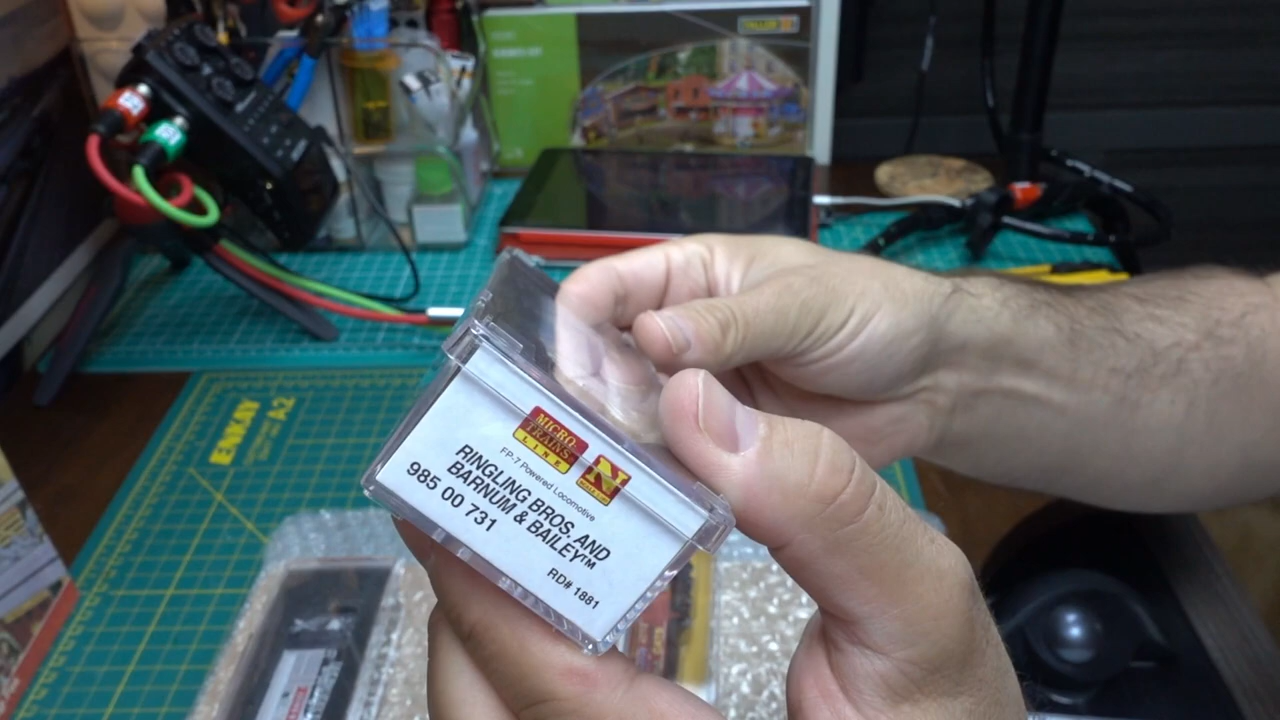 FALLER
ENKAY A2
MICRO-
TRAINS®
LINE
N
FP-7 Powered Locomotive
RINGLING BROS. AND
BARNUM & BAILEY™
985 00 731
RD# 1881